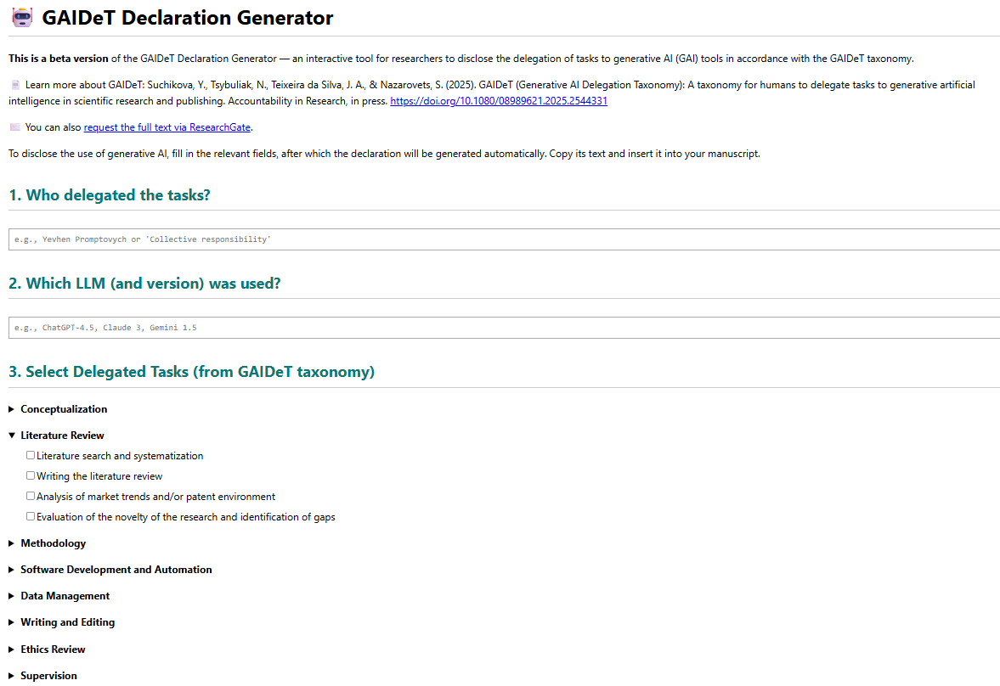 GAIDeT Declaration Generator
This is a beta version of the GAIDeT Declaration Generator — an interactive tool for researchers to disclose the delegation of tasks to generative AI (GAI) tools in accordance with the GAIDeT taxonomy.
Learn more about GAIDeT: Suchikova, Y., Tsybuliak, N., Teixeira da Silva, J. A., & Nazarovets, S. (2025). GAIDeT (Generative AI Delegation Taxonomy): A taxonomy for humans to delegate tasks to generative artificial
intelligence in scientific research and publishing. Accountability in Research, in press. https://doi.org/10.1080/08989621.2025.2544331
You can also request the full text via ResearchGate.
To disclose the use of generative AI, fill in the relevant fields, after which the declaration will be generated automatically. Copy its text and insert it into your manuscript.
1. Who delegated the tasks?
e.g., Yevhen Promptovych or 'Collective responsibility'
2. Which LLM (and version) was used?
e.g., ChatGPT-4.5, Claude 3, Gemini 1.5
3. Select Delegated Tasks (from GAIDeT taxonomy)
Conceptualization
Literature Review
Literature search and systematization
Writing the literature review
Analysis of market trends and/or patent environment
Evaluation of the novelty of the research and identification of gaps
Methodology
Software Development and Automation
Data Management
Writing and Editing
Ethics Review
Supervision